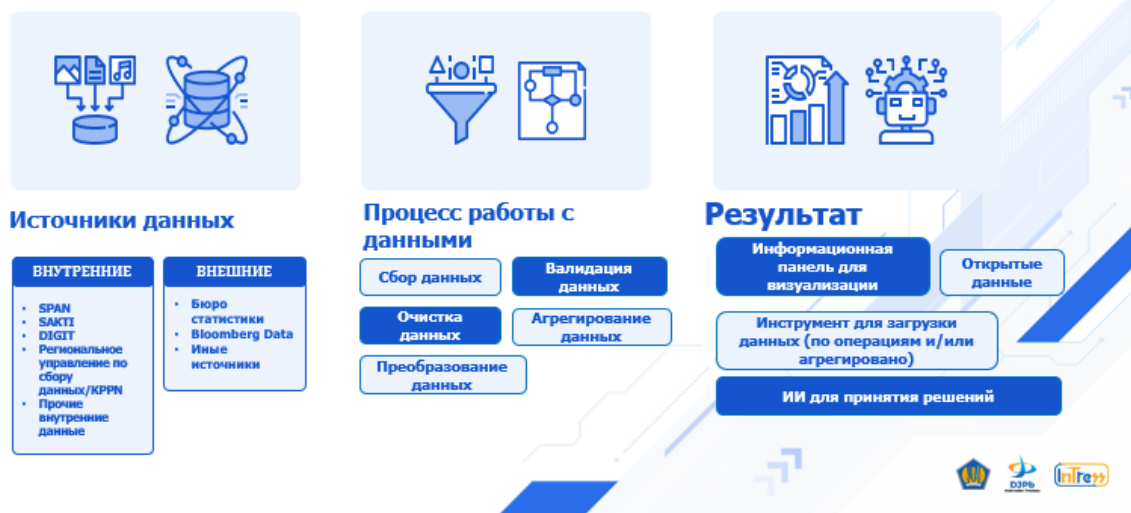 Источники данных
ВНУТРЕННИЕ
• SPAN
• SAKTI
• DIGIT
• Региональное
управление по
сбору
данных/KPPN
• Прочие
внутренние
данные
ВНЕШНИЕ
• Бюро
статистики
• Bloomberg Data
• Иные
источники
Процесс работы с
данными
Сбор данных
Валидация
данных
Очистка
данных
Агрегирование
данных
Преобразование
данных
Результат
Информационная
панель для
визуализации
Открытые
данные
Инструмент для загрузки
данных (по операциям и/или
агрегировано)
ИИ для принятия решений
DJPb
InTress